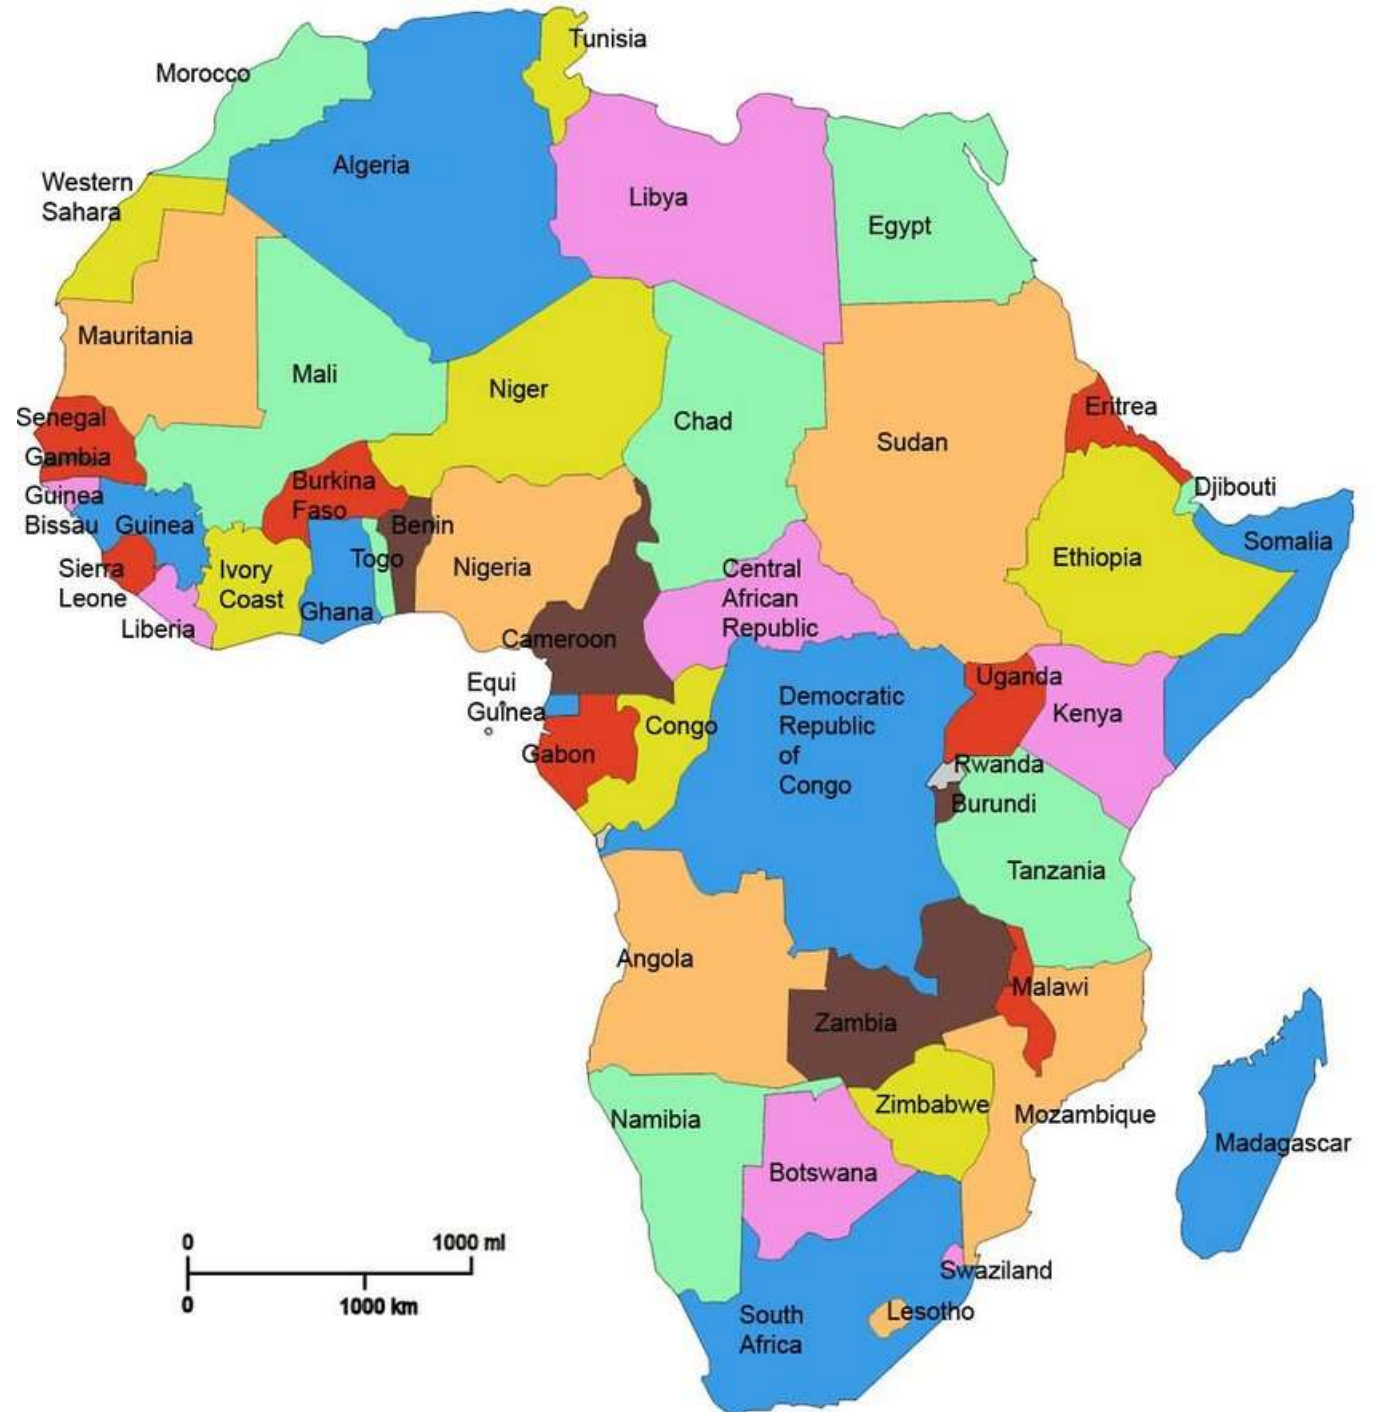 Tunisia
Morocco
Algeria
Western
Sahara
Libya
Egypt
Mauritania
Mali
Niger
Chad
Sudan
Eritrea
Senegal
Gambia
Guinea
Bissau
Guinea
Burkina
Faso
Benin
Togo
Djibouti
Somalia
Ethiopia
Sierra
Leone
Ivory
Coast
Ghana
Nigeria
Central
African
Republic
Liberia
Cameroon
Equi
Guinea
Gabon
Congo
Democratic
Republic
of
Congo
Uganda
Kenya
Rwanda
Burundi
Tanzania
Angola
Malawi
Zambia
Zimbabwe
Mozambique
Namibia
Botswana
Madagascar
Swaziland
Lesotho
South
Africa
0 1000 mi
0 1000 km